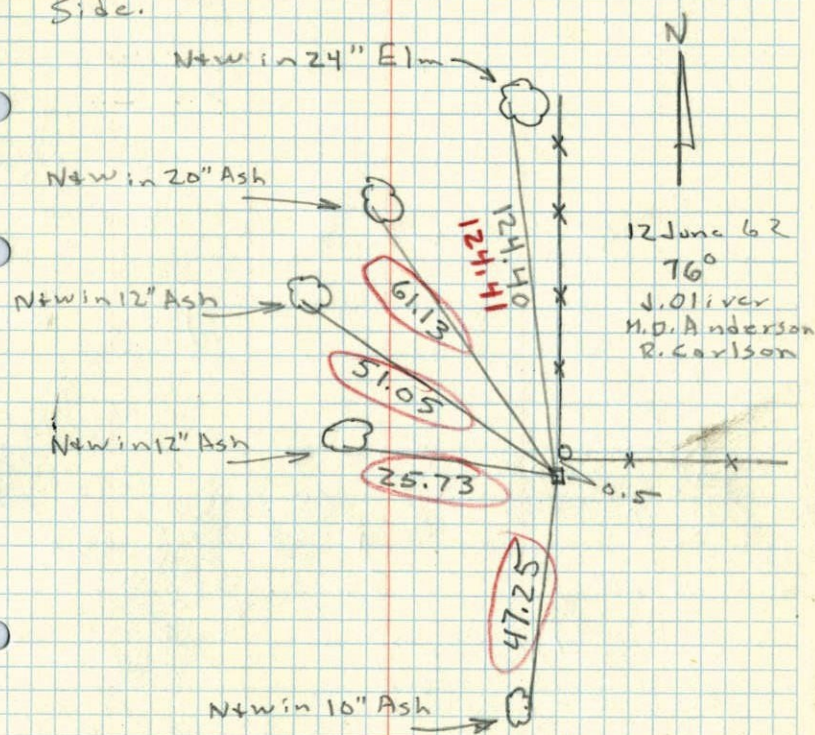 Side.
N+W in 24" Elm
N
N+W in 20" Ash
124.40
124.41
12 June 62
76°
J. Oliver
H.D. Anderson
R. Carlson
N+W in 12" Ash
61.13
51.05
N+W in 12" Ash
25.73
0.5
47.25
N+W in 10" Ash